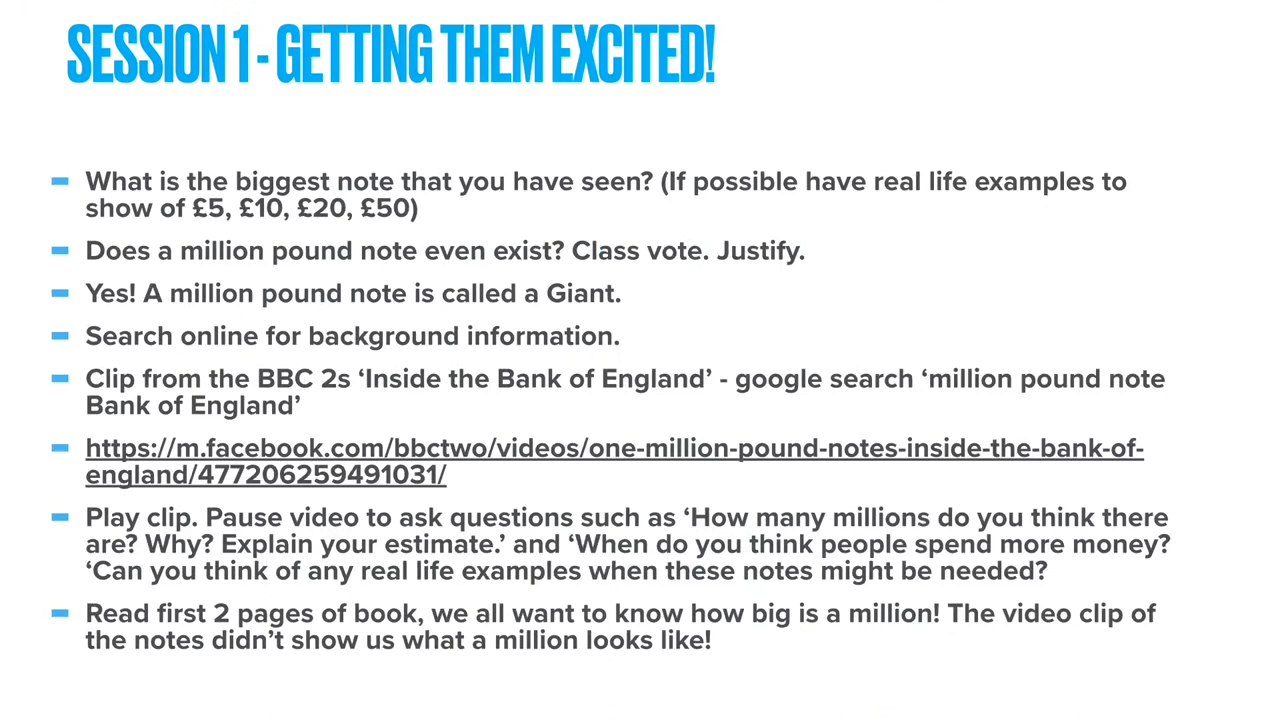 SESSION 1 - GETTING THEM EXCITED!
What is the biggest note that you have seen? (If possible have real life examples to
show of £5, £10, £20, £50)
Does a million pound note even exist? Class vote. Justify.
Yes! A million pound note is called a Giant.
Search online for background information.
Clip from the BBC 2s ‘Inside the Bank of England’ - google search ‘million pound note
Bank of England’
https://m.facebook.com/bbctwo/videos/one-million-pound-notes-inside-the-bank-of-
england/477206259491031/
Play clip. Pause video to ask questions such as ‘How many millions do you think there
are? Why? Explain your estimate.’ and ‘When do you think people spend more money?
‘Can you think of any real life examples when these notes might be needed?
Read first 2 pages of book, we all want to know how big is a million! The video clip of
the notes didn’t show us what a million looks like!